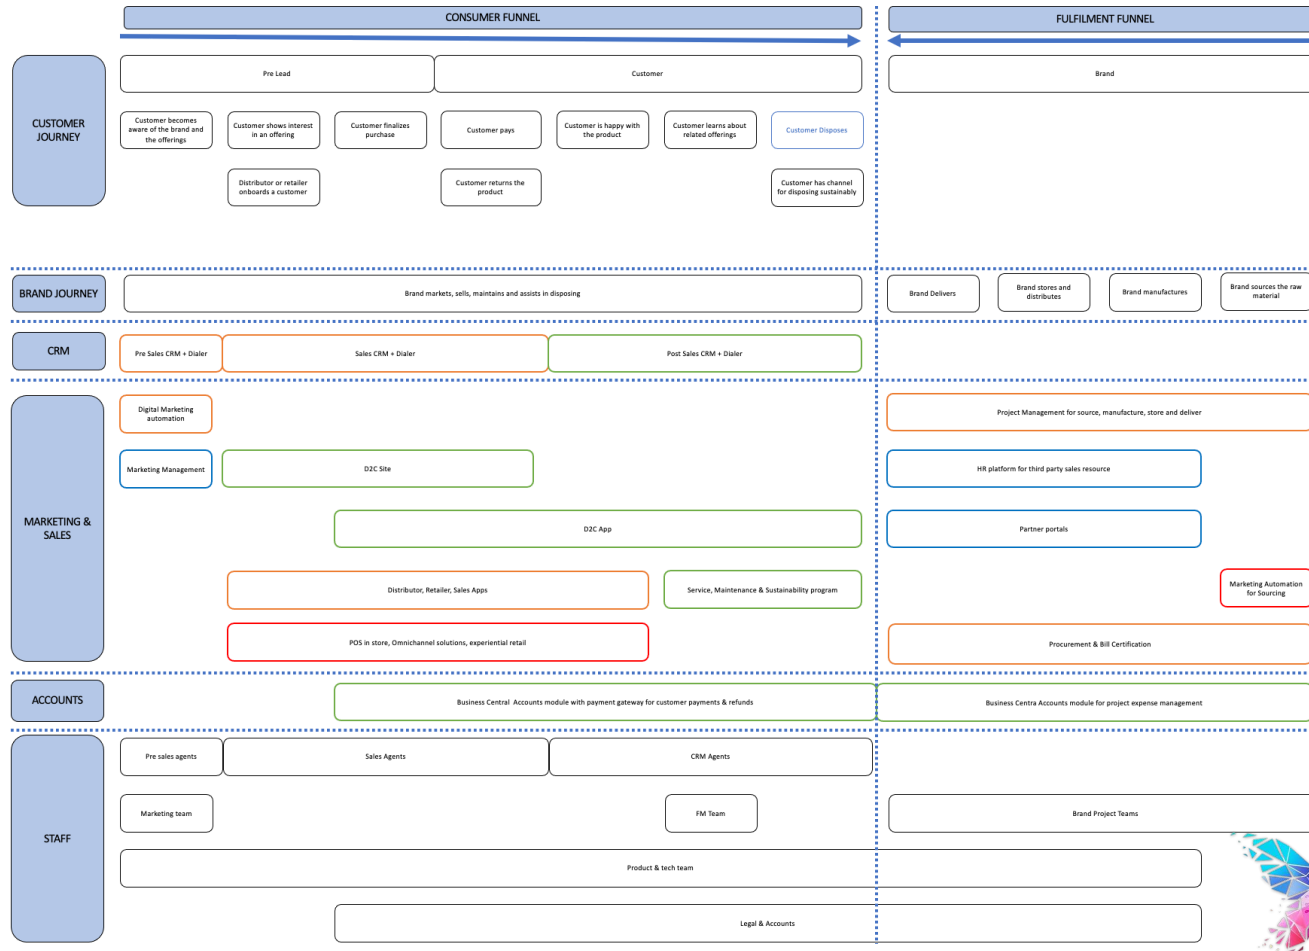 CONSUMER FUNNEL
FULFILMENT FUNNEL
CUSTOMER
JOURNEY
Pre Lead
Customer
Brand
Customer becomes
aware of the brand and
the offerings
Customer shows interest
in an offering
Customer finalizes
purchase
Customer pays
Customer is happy with
the product
Customer learns about
related offerings
Customer Disposes
Distributor or retailer
onboards a customer
Customer returns the
product
Customer has channel
for disposing sustainably
BRAND JOURNEY
Brand markets, sells, maintains and assists in disposing
Brand Delivers
Brand stores and
distributes
Brand manufactures
Brand sources the raw
material
CRM
Pre Sales CRM + Dialer
Sales CRM + Dialer
Post Sales CRM + Dialer
MARKETING &
SALES
Digital Marketing
automation
Project Management for source, manufacture, store and deliver
Marketing Management
D2C Site
HR platform for third party sales resource
D2C App
Partner portals
Distributor, Retailer, Sales Apps
Service, Maintenance & Sustainability program
Marketing Automation
for Sourcing
POS in store, Omnichannel solutions, experiential retail
Procurement & Bill Certification
ACCOUNTS
Business Central  Accounts module with payment gateway for customer payments & refunds
Business Centra Accounts module for project expense management
STAFF
Pre sales agents
Sales Agents
CRM Agents
Marketing team
FM Team
Brand Project Teams
Product & tech team
Legal & Accounts